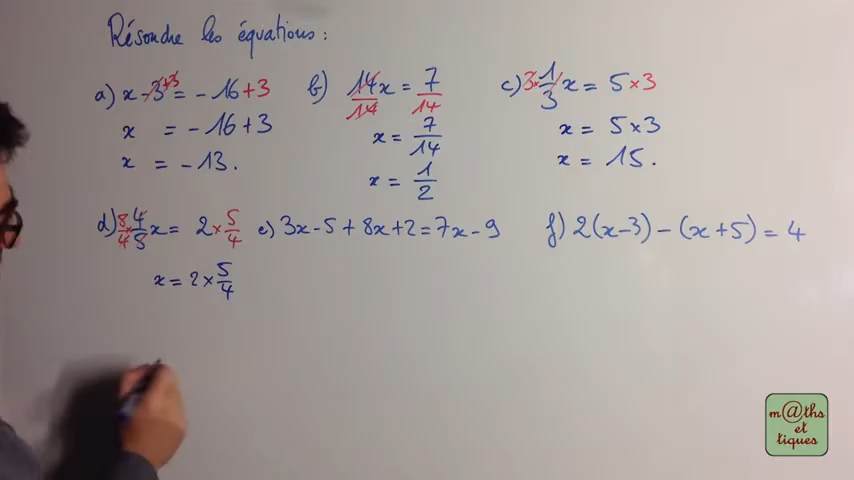 Résoudre les équations :
a) x - 3 + 3 = - 16 + 3
x = - 16 + 3
x = - 13 .
b) 14x/14 = 7/14
x = 7/14
x = 1/2
c) 3 × 1/3 x = 5 × 3
x = 5 × 3
x = 15 .
d) 5/4 × 4/5 x = 2 × 5/4
x = 2 × 5/4
e) 3x - 5 + 8x + 2 = 7x - 9
f) 2(x - 3) - (x + 5) = 4
m@ths
et
tiques